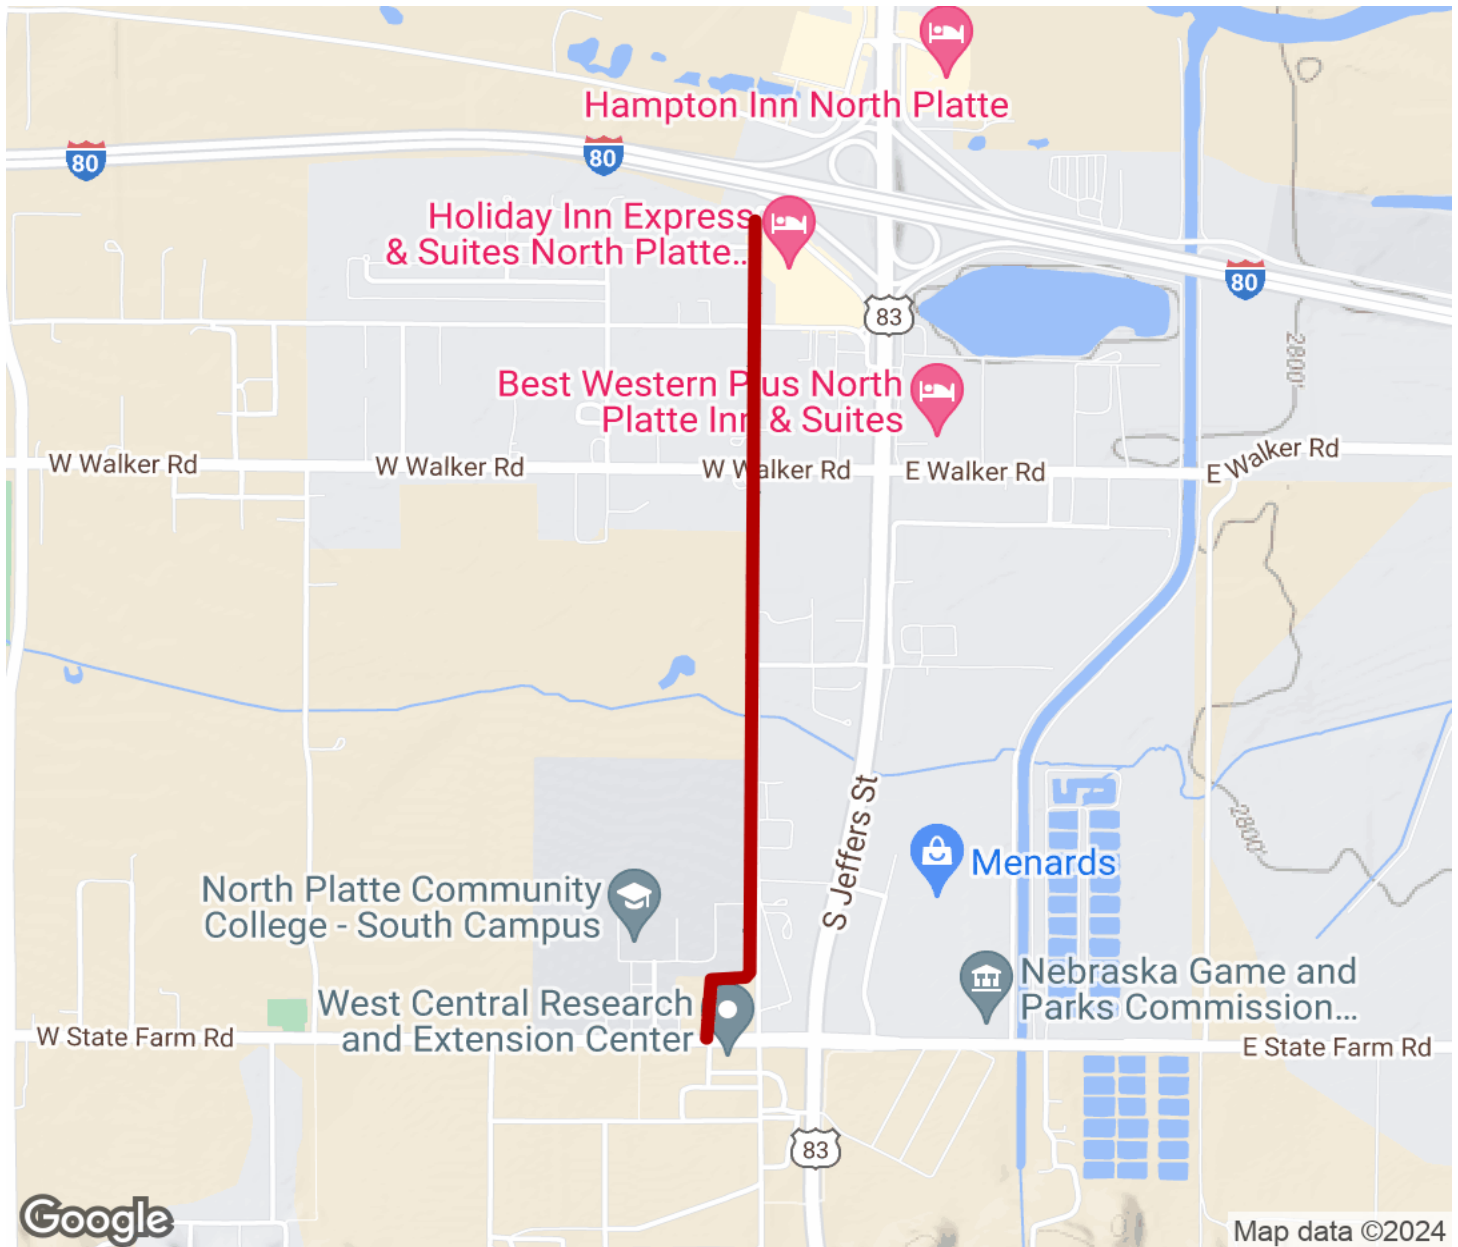 Hampton Inn North Platte
80
80
Holiday Inn Express
& Suites North Platte...
80
83
2800'
Best Western Plus North
Platte Inn & Suites
W Walker Rd
W Walker Rd
W Walker Rd
E Walker Rd
E Walker Rd
S Jeffers St
2800'
Menards
North Platte Community
College - South Campus
Nebraska Game and
Parks Commission...
West Central Research
and Extension Center
W State Farm Rd
E State Farm Rd
83
Google
Map data ©2024